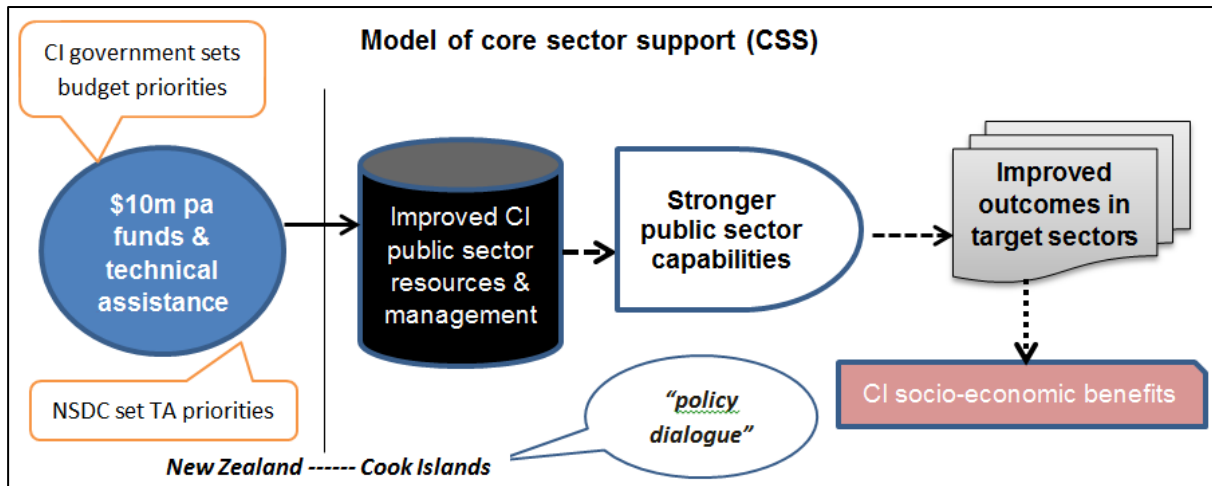 Model of core sector support (CSS)
CI government sets
budget priorities
$10m pa
funds &
technical
assistance
NSDC set TA priorities
Improved CI
public sector
resources &
management
Stronger
public sector
capabilities
Improved
outcomes in
target sectors
CI socio-economic benefits
“policy
dialogue”
New Zealand ------ Cook Islands